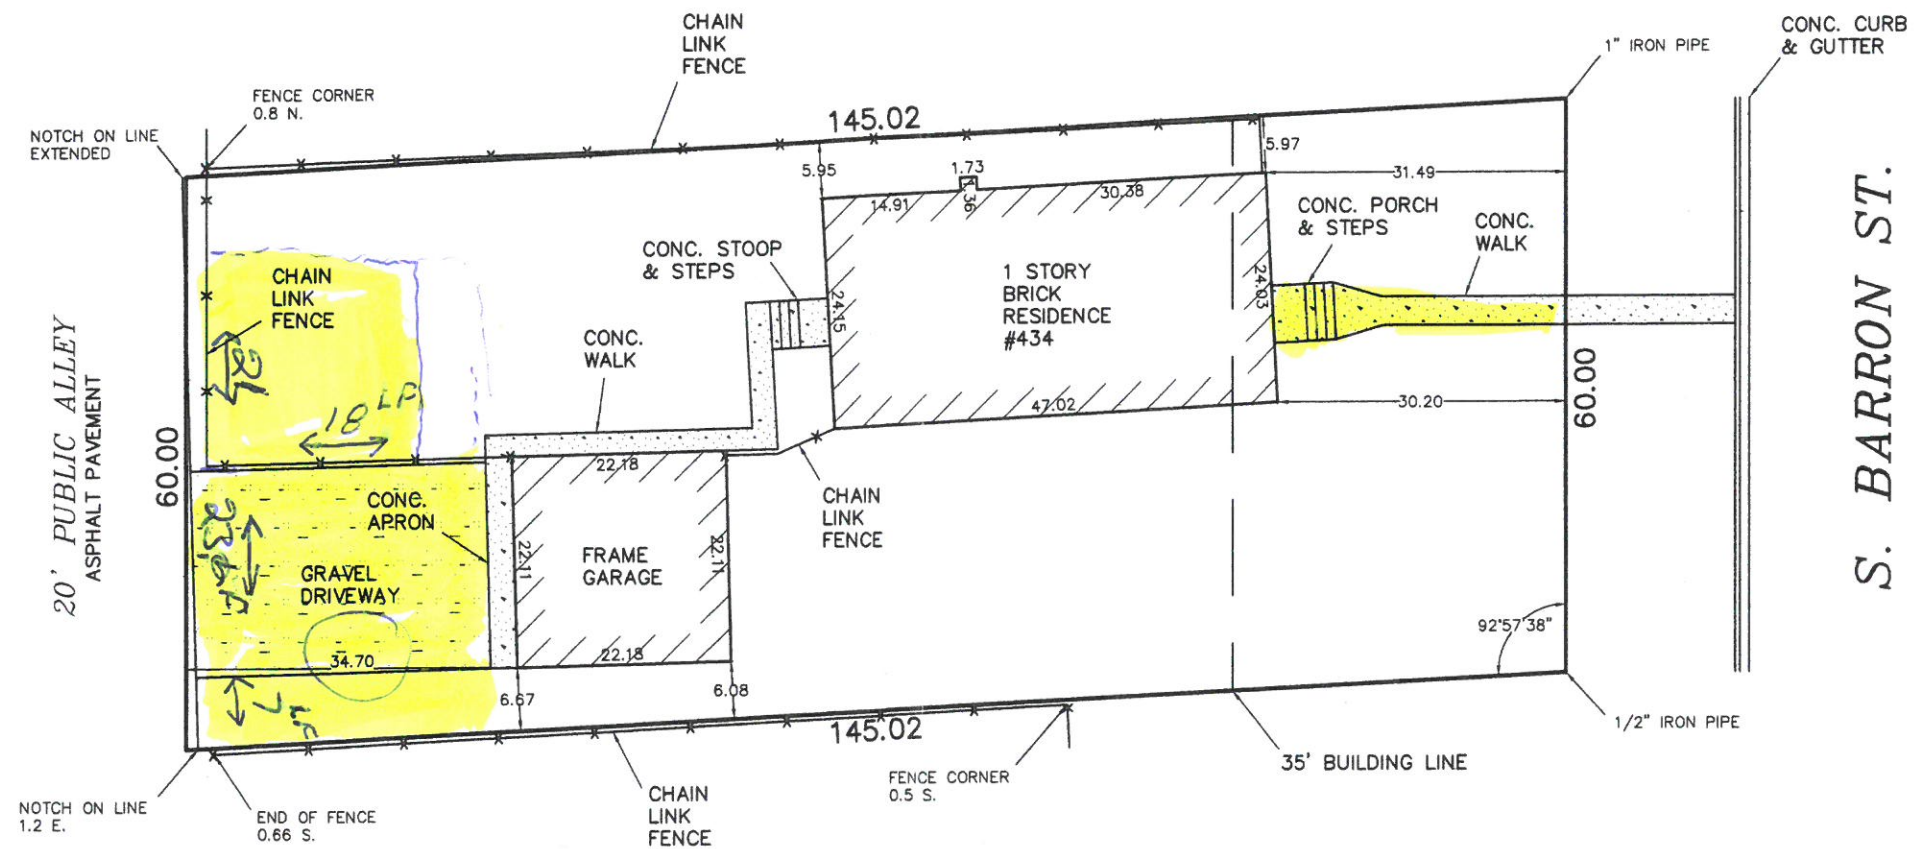 CHAIN
LINK
FENCE
CONC. CURB
& GUTTER
1" IRON PIPE
FENCE CORNER
0.8 N.
NOTCH ON LINE
EXTENDED
145.02
5.95
1.73
5.97
31.49
14.91
1.36
30.38
CONC. PORCH
& STEPS
CONC.
WALK
CONC. STOOP
& STEPS
CHAIN
LINK
FENCE
1 STORY
BRICK
RESIDENCE
#434
24.15
24.03
S. BARRON ST.
20' PUBLIC ALLEY
ASPHALT PAVEMENT
CONC.
WALK
18 LF
47.02
30.20
60.00
60.00
22.18
CONC.
APRON
CHAIN
LINK
FENCE
22.11
22.11
FRAME
GARAGE
GRAVEL
DRIVEWAY
92°57'38"
34.70
22.18
6.67
6.08
7 LF
145.02
1/2" IRON PIPE
35' BUILDING LINE
FENCE CORNER
0.5 S.
NOTCH ON LINE
1.2 E.
END OF FENCE
0.66 S.
CHAIN
LINK
FENCE